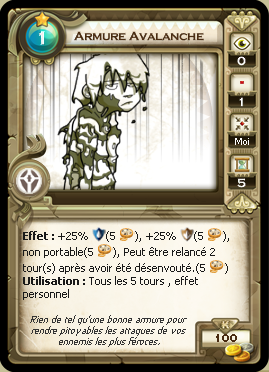 1
ARMURE AVALANCHE
0
1
Moi
5
Effet : +25% (5 ), +25% (5 ),
non portable(5 ), Peut être relancé 2
tour(s) après avoir été désenvouté.(5 )
Utilisation : Tous les 5 tours , effet
personnel
Rien de tel qu'une bonne armure pour
rendre pitoyables les attaques de vos
ennemis les plus féroces.
K
100